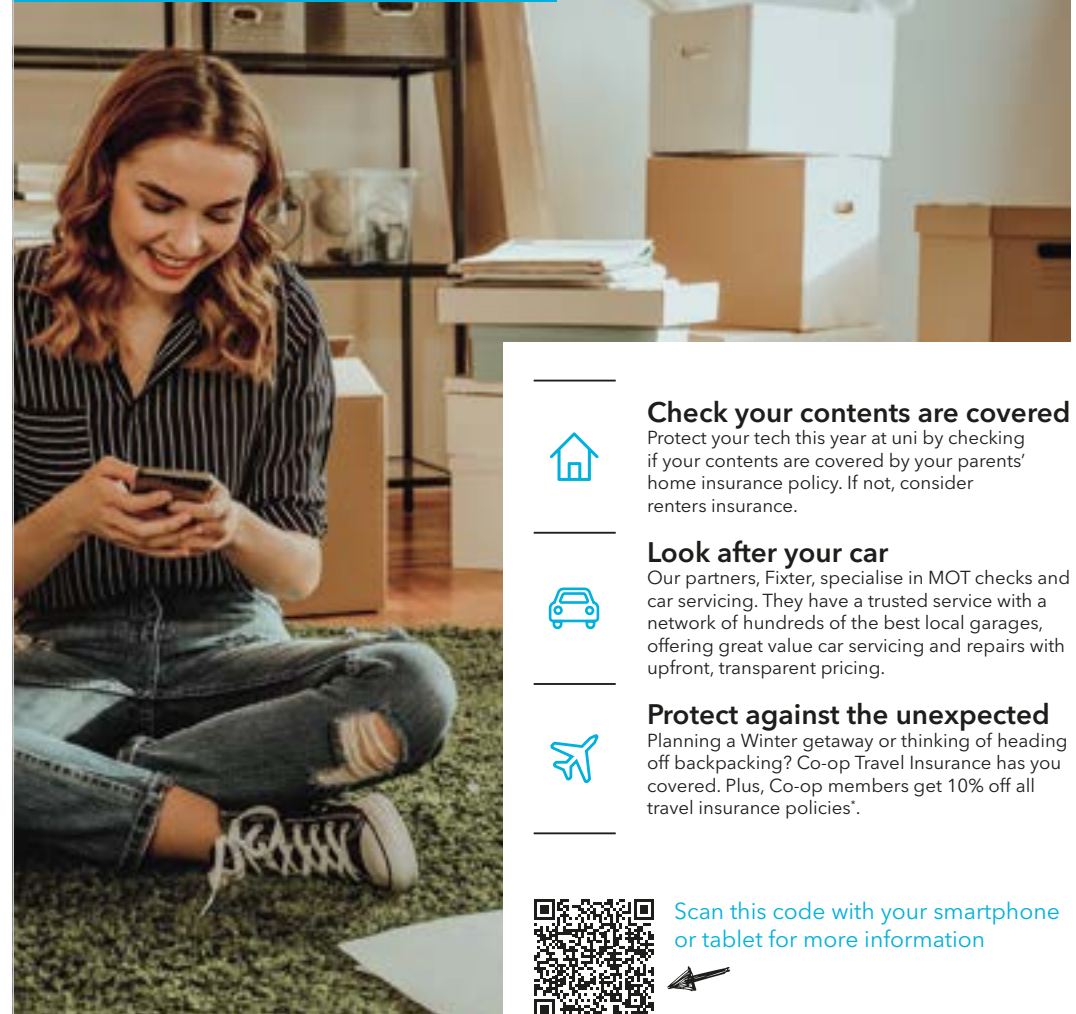 Check your contents are covered
Protect your tech this year at uni by checking
if your contents are covered by your parents’
home insurance policy. If not, consider
renters insurance.
Look after your car
Our partners, Fixter, specialise in MOT checks and
car servicing. They have a trusted service with a
network of hundreds of the best local garages,
offering great value car servicing and repairs with
upfront, transparent pricing.
Protect against the unexpected
Planning a Winter getaway or thinking of heading
off backpacking? Co-op Travel Insurance has you
covered. Plus, Co-op members get 10% off all
travel insurance policies*.
Scan this code with your smartphone
or tablet for more information